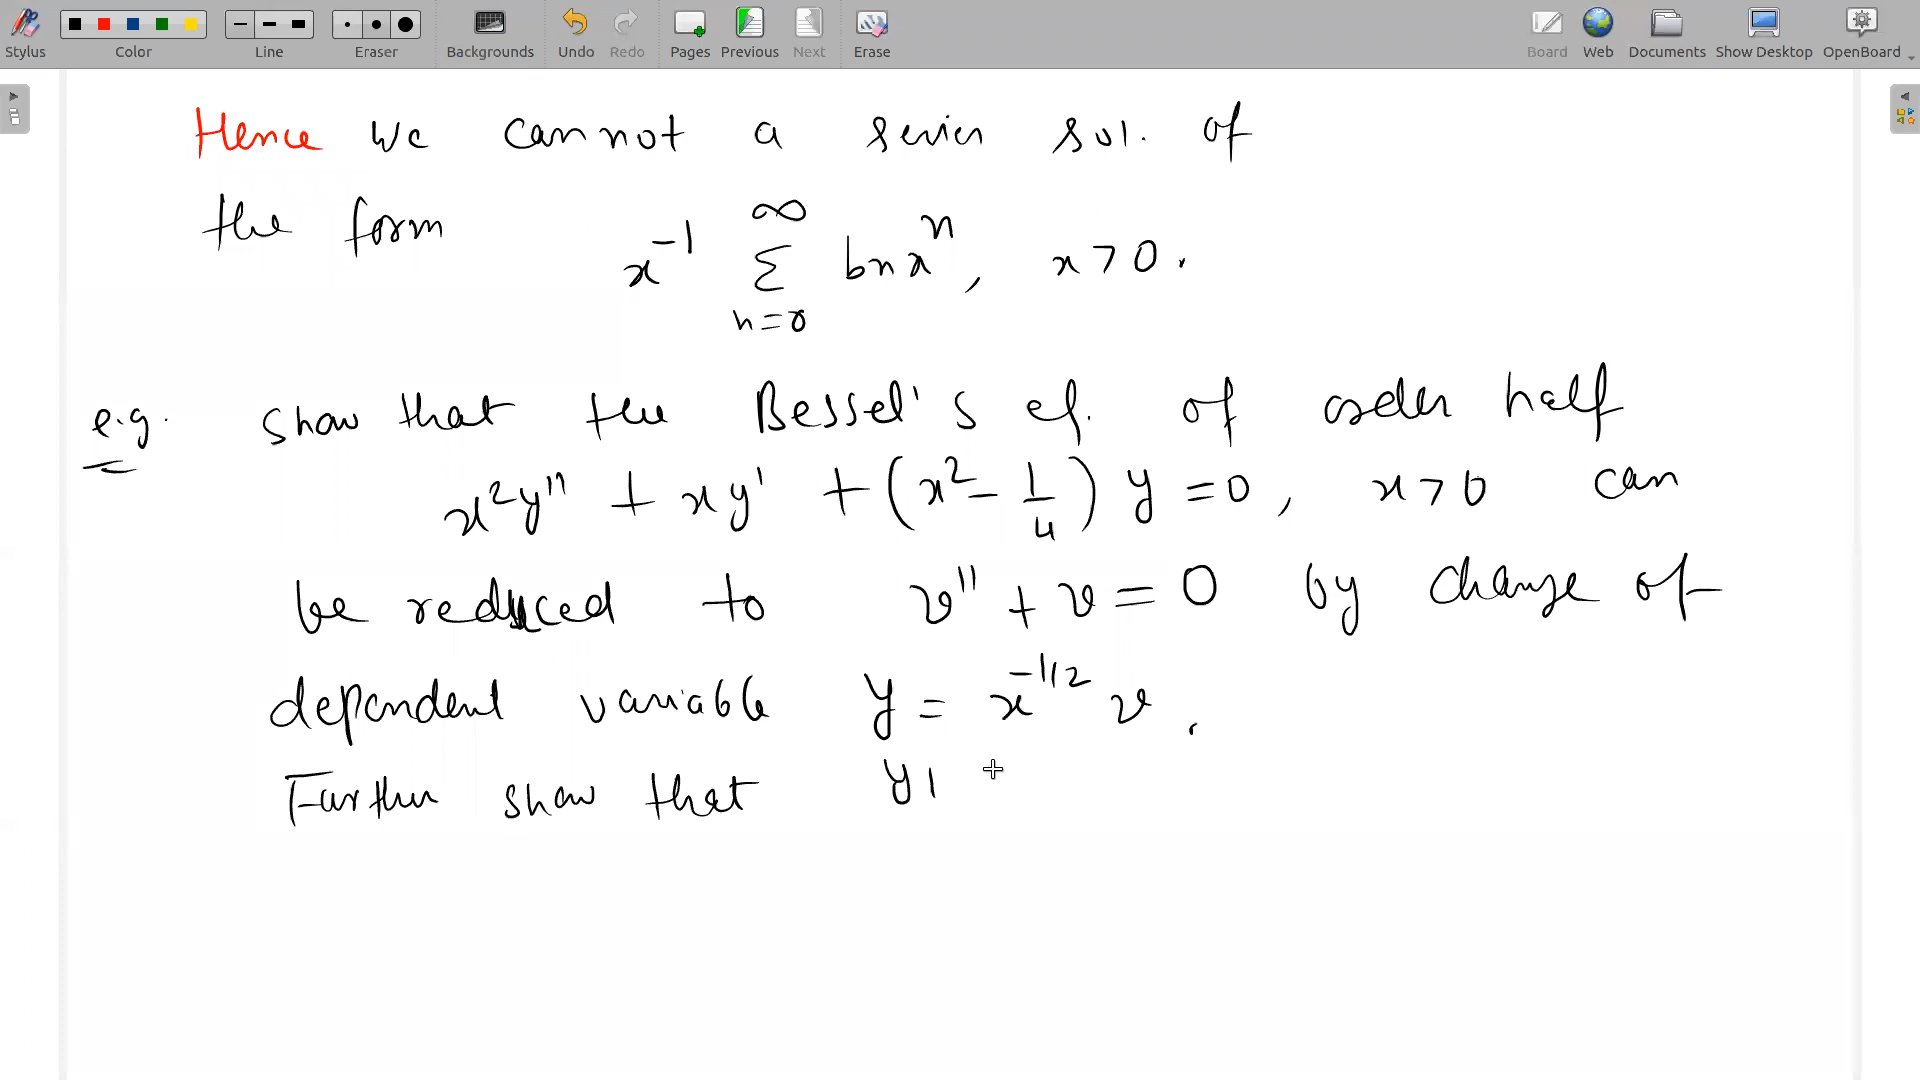 Stylus Color Line Eraser Backgrounds Undo Redo Pages Previous Next Erase Board Web Documents Show Desktop OpenBoard
Hence we cannot a series sol. of
the form
x^{-1} ∑_{n=0}^{∞} bn x^n, x > 0.
e.g. Show that the Bessel's eq. of order half
x²y'' + xy' + (x² - 1/4) y = 0, x > 0 can
be reduced to v'' + v = 0 by change of
dependent variable y = x^{-1/2} v.
Further show that y1